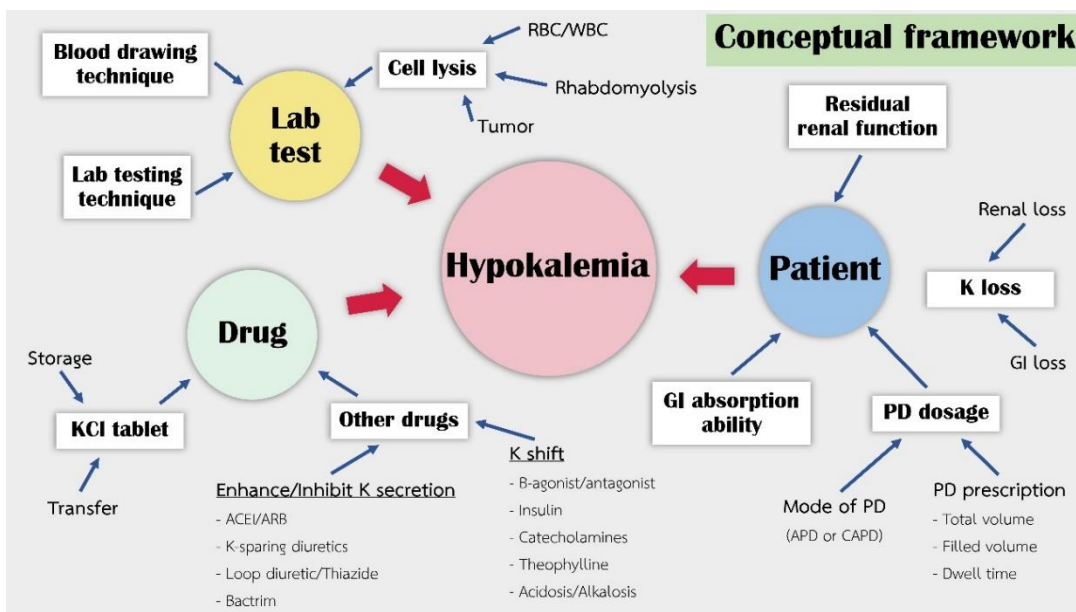 Conceptual framework
Blood drawing
technique
Lab testing
technique
Lab
test
Cell lysis
RBC/WBC
Rhabdomyolysis
Tumor
Hypokalemia
Drug
Storage
KCl tablet
Transfer
Other drugs
Enhance/Inhibit K secretion
- ACEI/ARB
- K-sparing diuretics
- Loop diuretic/Thiazide
- Bactrim
K shift
- B-agonist/antagonist
- Insulin
- Catecholamines
- Theophylline
- Acidosis/Alkalosis
Patient
Residual
renal function
Renal loss
K loss
GI loss
GI absorption
ability
PD dosage
Mode of PD
(APD or CAPD)
PD prescription
- Total volume
- Filled volume
- Dwell time